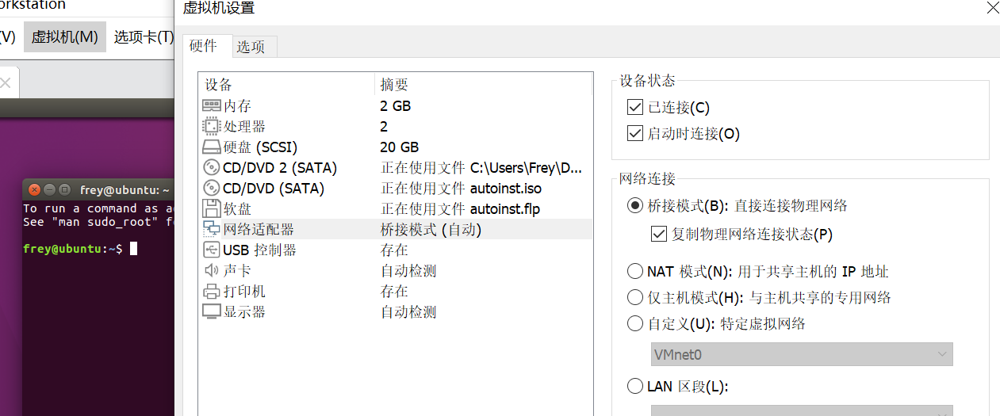 orkstation
(V) 虚拟机(M) 选项卡(T)
frey@ubuntu: ~
To run a command as a
See "man sudo_root" f
frey@ubuntu:~$
虚拟机设置
硬件 选项
设备 摘要
内存 2 GB
处理器 2
硬盘 (SCSI) 20 GB
CD/DVD 2 (SATA) 正在使用文件 C:\Users\Frey\D...
CD/DVD (SATA) 正在使用文件 autoinst.iso
软盘 正在使用文件 autoinst.flp
网络适配器 桥接模式 (自动)
USB 控制器 存在
声卡 自动检测
打印机 存在
显示器 自动检测
设备状态
已连接(C)
启动时连接(O)
网络连接
桥接模式(B): 直接连接物理网络
复制物理网络连接状态(P)
NAT 模式(N): 用于共享主机的 IP 地址
仅主机模式(H): 与主机共享的专用网络
自定义(U): 特定虚拟网络
VMnet0
LAN 区段(L):